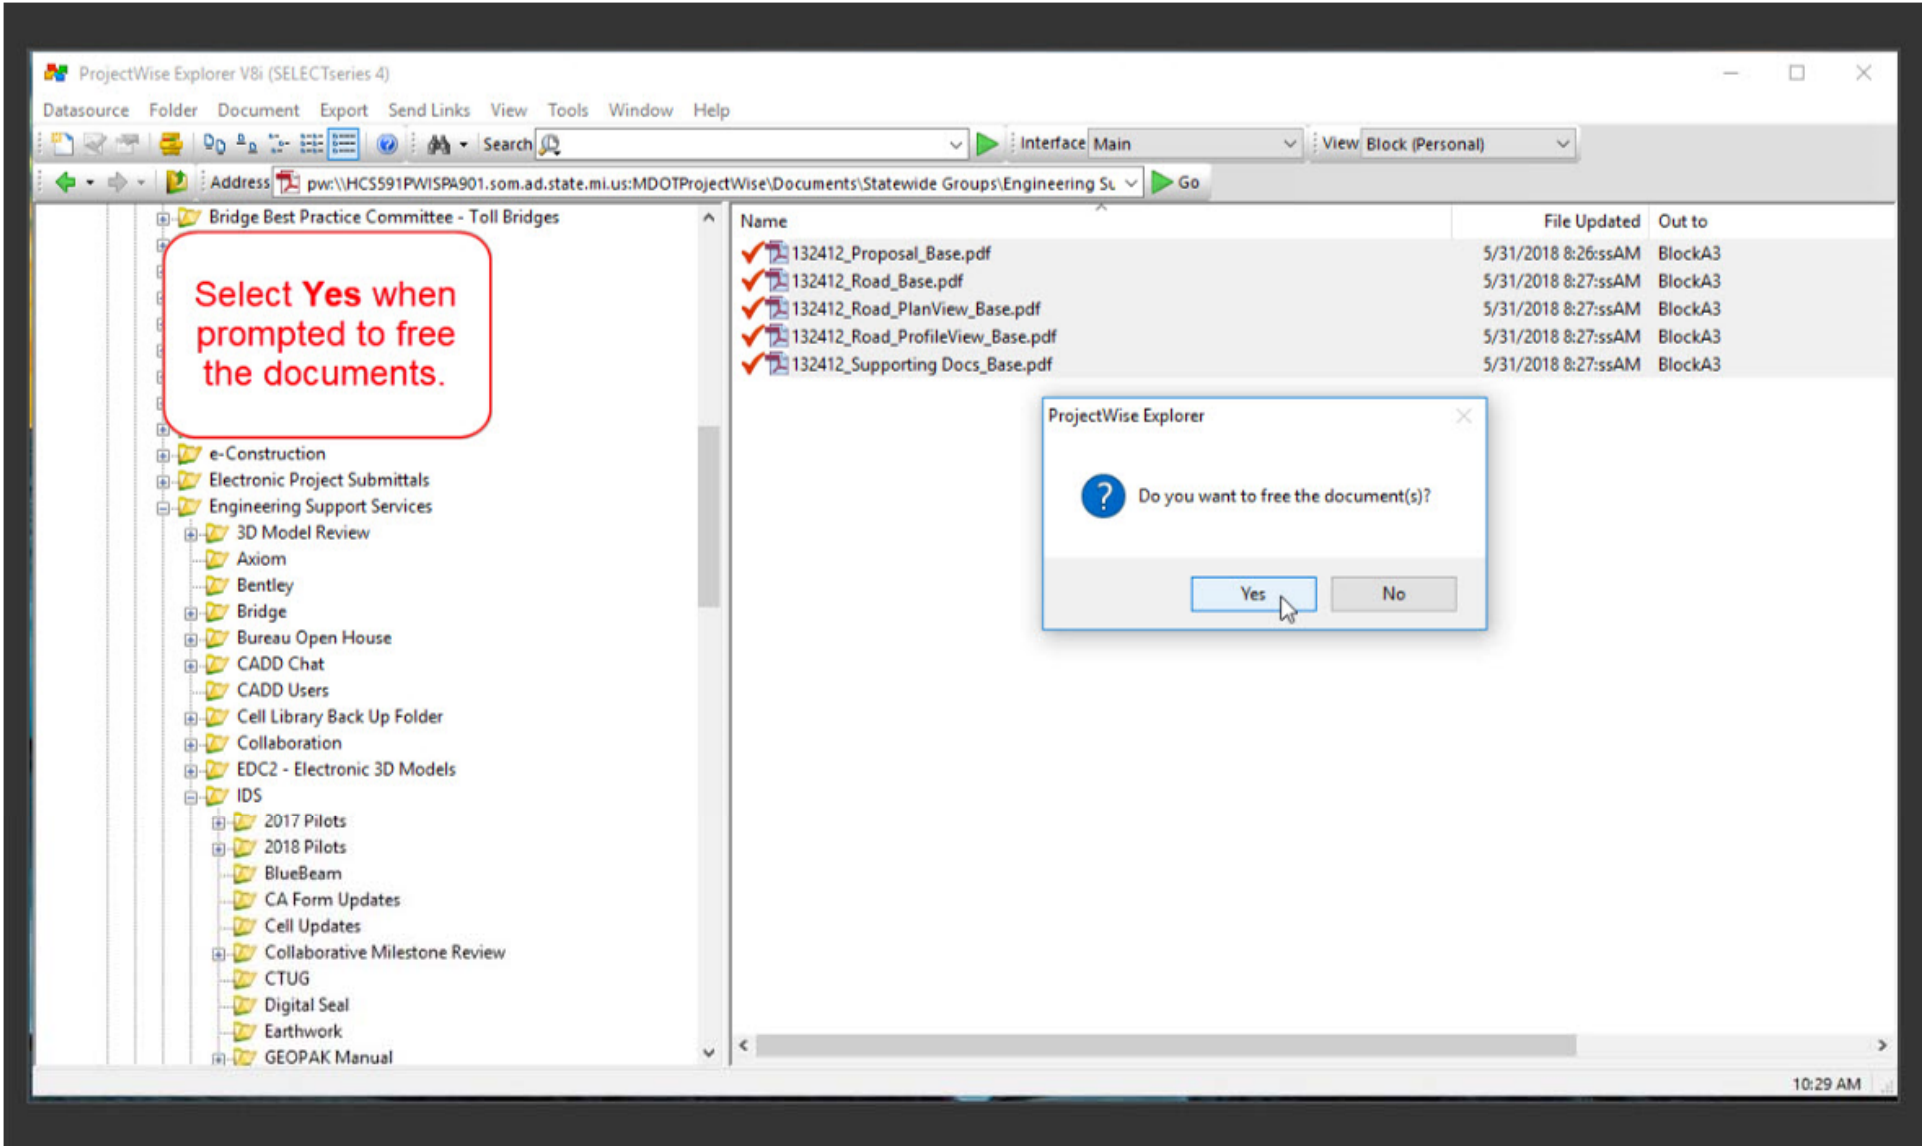 ProjectWise Explorer V8i (SELECTseries 4)
Datasource Folder Document Export Send Links View Tools Window Help
Search Interface Main View Block (Personal)
Address pw:\\HCS591PWISPA901.som.ad.state.mi.us:MDOTProjectWise\Documents\Statewide Groups\Engineering Su Go
Bridge Best Practice Committee - Toll Bridges
Select Yes when
prompted to free
the documents.
e-Construction
Electronic Project Submittals
Engineering Support Services
3D Model Review
Axiom
Bentley
Bridge
Bureau Open House
CADD Chat
CADD Users
Cell Library Back Up Folder
Collaboration
EDC2 - Electronic 3D Models
IDS
2017 Pilots
2018 Pilots
BlueBeam
CA Form Updates
Cell Updates
Collaborative Milestone Review
CTUG
Digital Seal
Earthwork
GEOPAK Manual
Name File Updated Out to
132412_Proposal_Base.pdf 5/31/2018 8:26:ssAM BlockA3
132412_Road_Base.pdf 5/31/2018 8:27:ssAM BlockA3
132412_Road_PlanView_Base.pdf 5/31/2018 8:27:ssAM BlockA3
132412_Road_ProfileView_Base.pdf 5/31/2018 8:27:ssAM BlockA3
132412_Supporting Docs_Base.pdf 5/31/2018 8:27:ssAM BlockA3
ProjectWise Explorer
Do you want to free the document(s)?
Yes No
10:29 AM